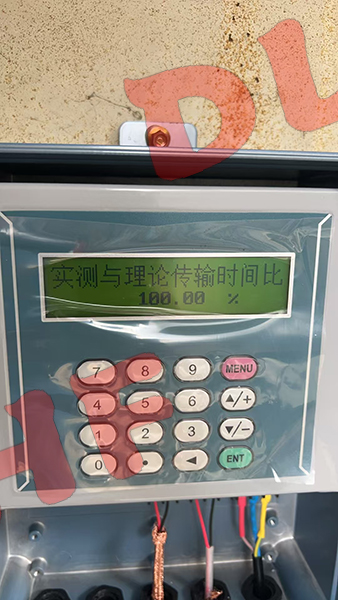 DL
实测与理论传输时间比
100.00 %
7 8 9 MENU
4 5 6 ▲/+
1 2 3 ▼/-
0 • ◄ ENT